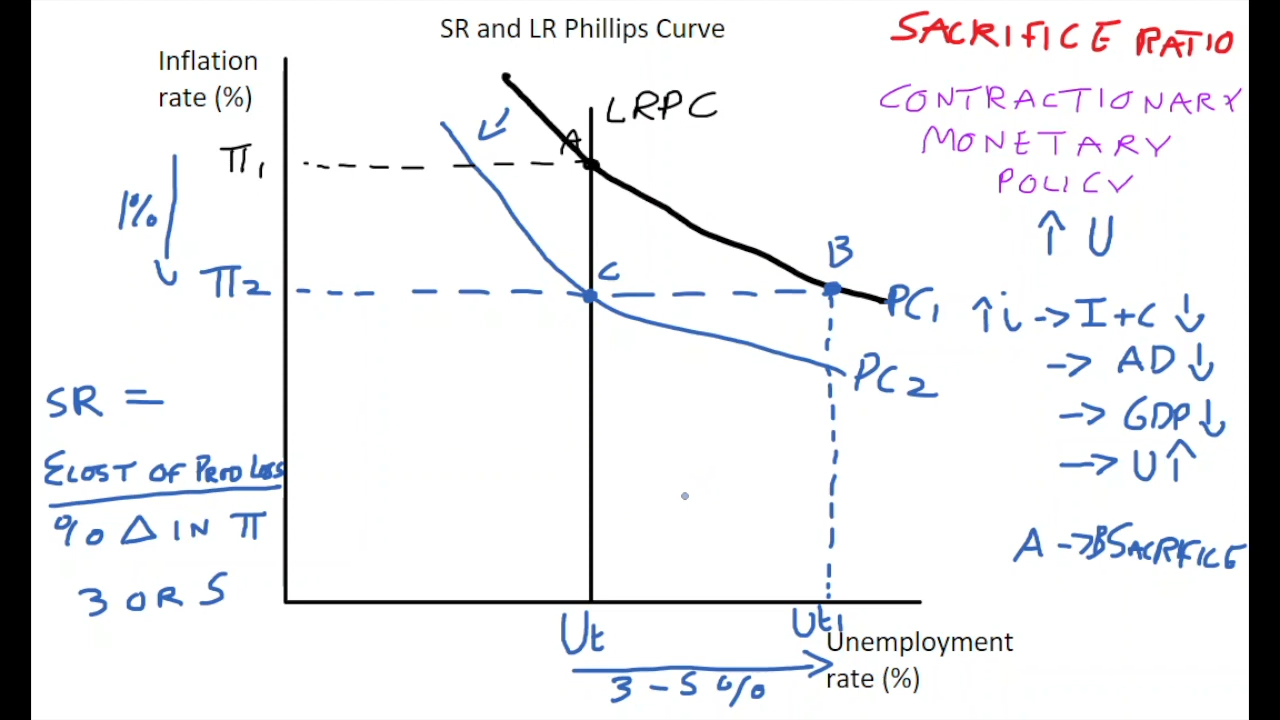 SR and LR Phillips Curve
SACRIFICE RATIO
Inflation
rate (%)
CONTRACTIONARY
MONETARY
POLICY
↑ U
LRPC
A
π1
1%
B
C
π2
PC1
PC2
↑i -> I+C ↓
-> AD ↓
-> GDP ↓
-> U ↑
SR =
£LOST OF PROD LOSS
% Δ IN π
3 OR 5
A -> B SACRIFICE
Ut
Ut1
Unemployment
rate (%)
3 - 5 %